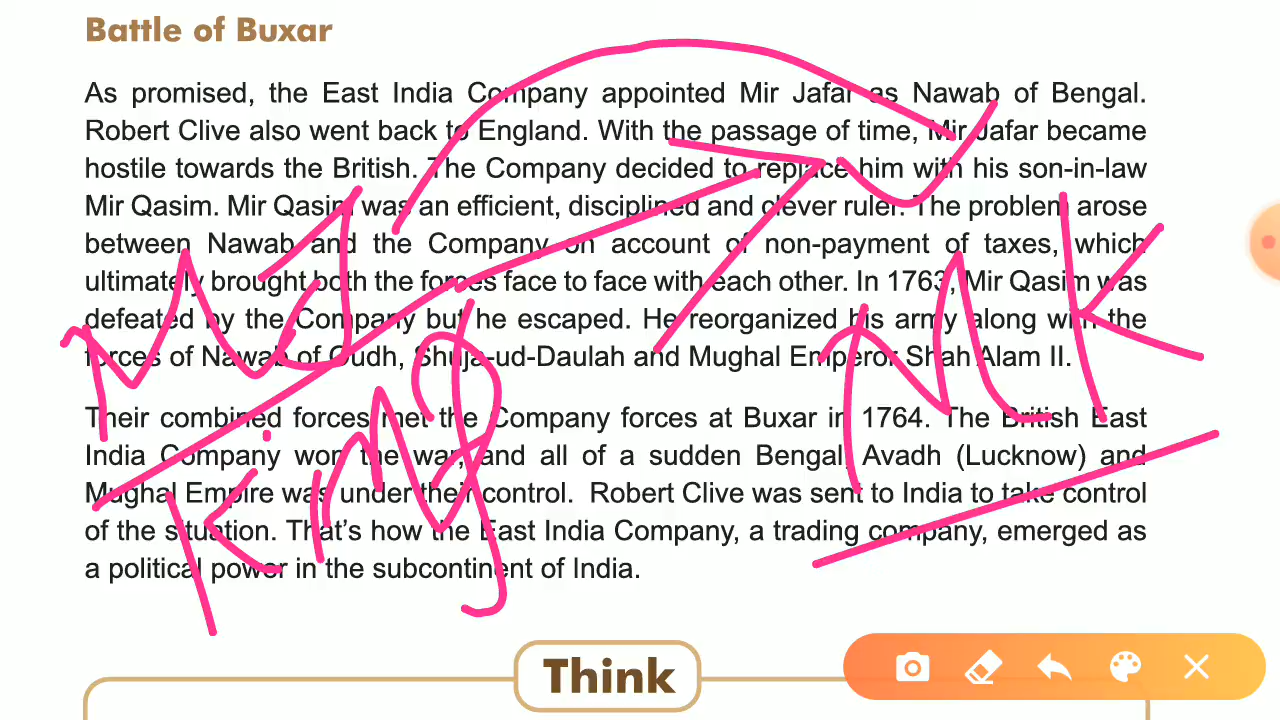 Battle of Buxar
As promised, the East India Company appointed Mir Jafar as Nawab of Bengal.
Robert Clive also went back to England. With the passage of time, Mir Jafar became
hostile towards the British. The Company decided to replace him with his son-in-law
Mir Qasim. Mir Qasim was an efficient, disciplined and clever ruler. The problem arose
between Nawab and the Company on account of non-payment of taxes, which
ultimately brought both the forces face to face with each other. In 1763, Mir Qasim was
defeated by the Company but he escaped. He reorganized his army along with the
forces of Nawab of Oudh, Shuja-ud-Daulah and Mughal Emperor Shah Alam II.
Their combined forces met the Company forces at Buxar in 1764. The British East
India Company won the war, and all of a sudden Bengal, Avadh (Lucknow) and
Mughal Empire was under their control. Robert Clive was sent to India to take control
of the situation. That's how the East India Company, a trading company, emerged as
a political power in the subcontinent of India.
MJ
King
MK
Think